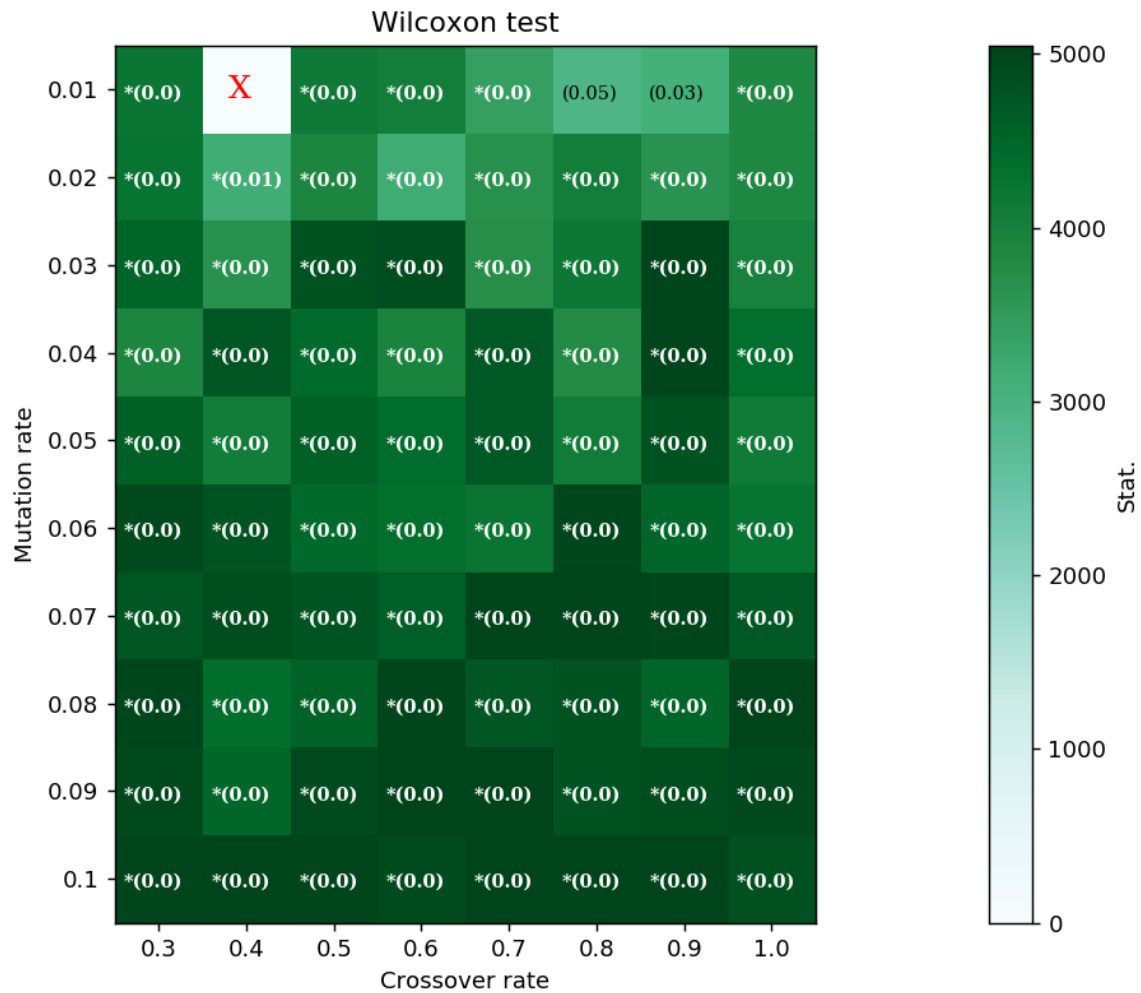 Wilcoxon test
0.01 *(0.0) X *(0.0) *(0.0) *(0.0) (0.05) (0.03) *(0.0)
0.02 *(0.0) *(0.01) *(0.0) *(0.0) *(0.0) *(0.0) *(0.0) *(0.0)
0.03 *(0.0) *(0.0) *(0.0) *(0.0) *(0.0) *(0.0) *(0.0) *(0.0)
0.04 *(0.0) *(0.0) *(0.0) *(0.0) *(0.0) *(0.0) *(0.0) *(0.0)
0.05 *(0.0) *(0.0) *(0.0) *(0.0) *(0.0) *(0.0) *(0.0) *(0.0)
0.06 *(0.0) *(0.0) *(0.0) *(0.0) *(0.0) *(0.0) *(0.0) *(0.0)
0.07 *(0.0) *(0.0) *(0.0) *(0.0) *(0.0) *(0.0) *(0.0) *(0.0)
0.08 *(0.0) *(0.0) *(0.0) *(0.0) *(0.0) *(0.0) *(0.0) *(0.0)
0.09 *(0.0) *(0.0) *(0.0) *(0.0) *(0.0) *(0.0) *(0.0) *(0.0)
0.1 *(0.0) *(0.0) *(0.0) *(0.0) *(0.0) *(0.0) *(0.0) *(0.0)
0.3 0.4 0.5 0.6 0.7 0.8 0.9 1.0
Crossover rate
Mutation rate
5000
4000
3000
2000
1000
0
Stat.